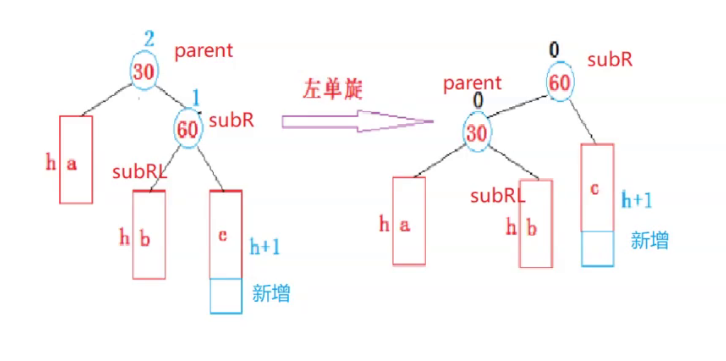 2
parent
30
1
60
subR
h a
subRL
h b
c
h+1
新增
左单旋
0
subR
60
parent
0
30
h a
subRL
h b
c
h+1
新增